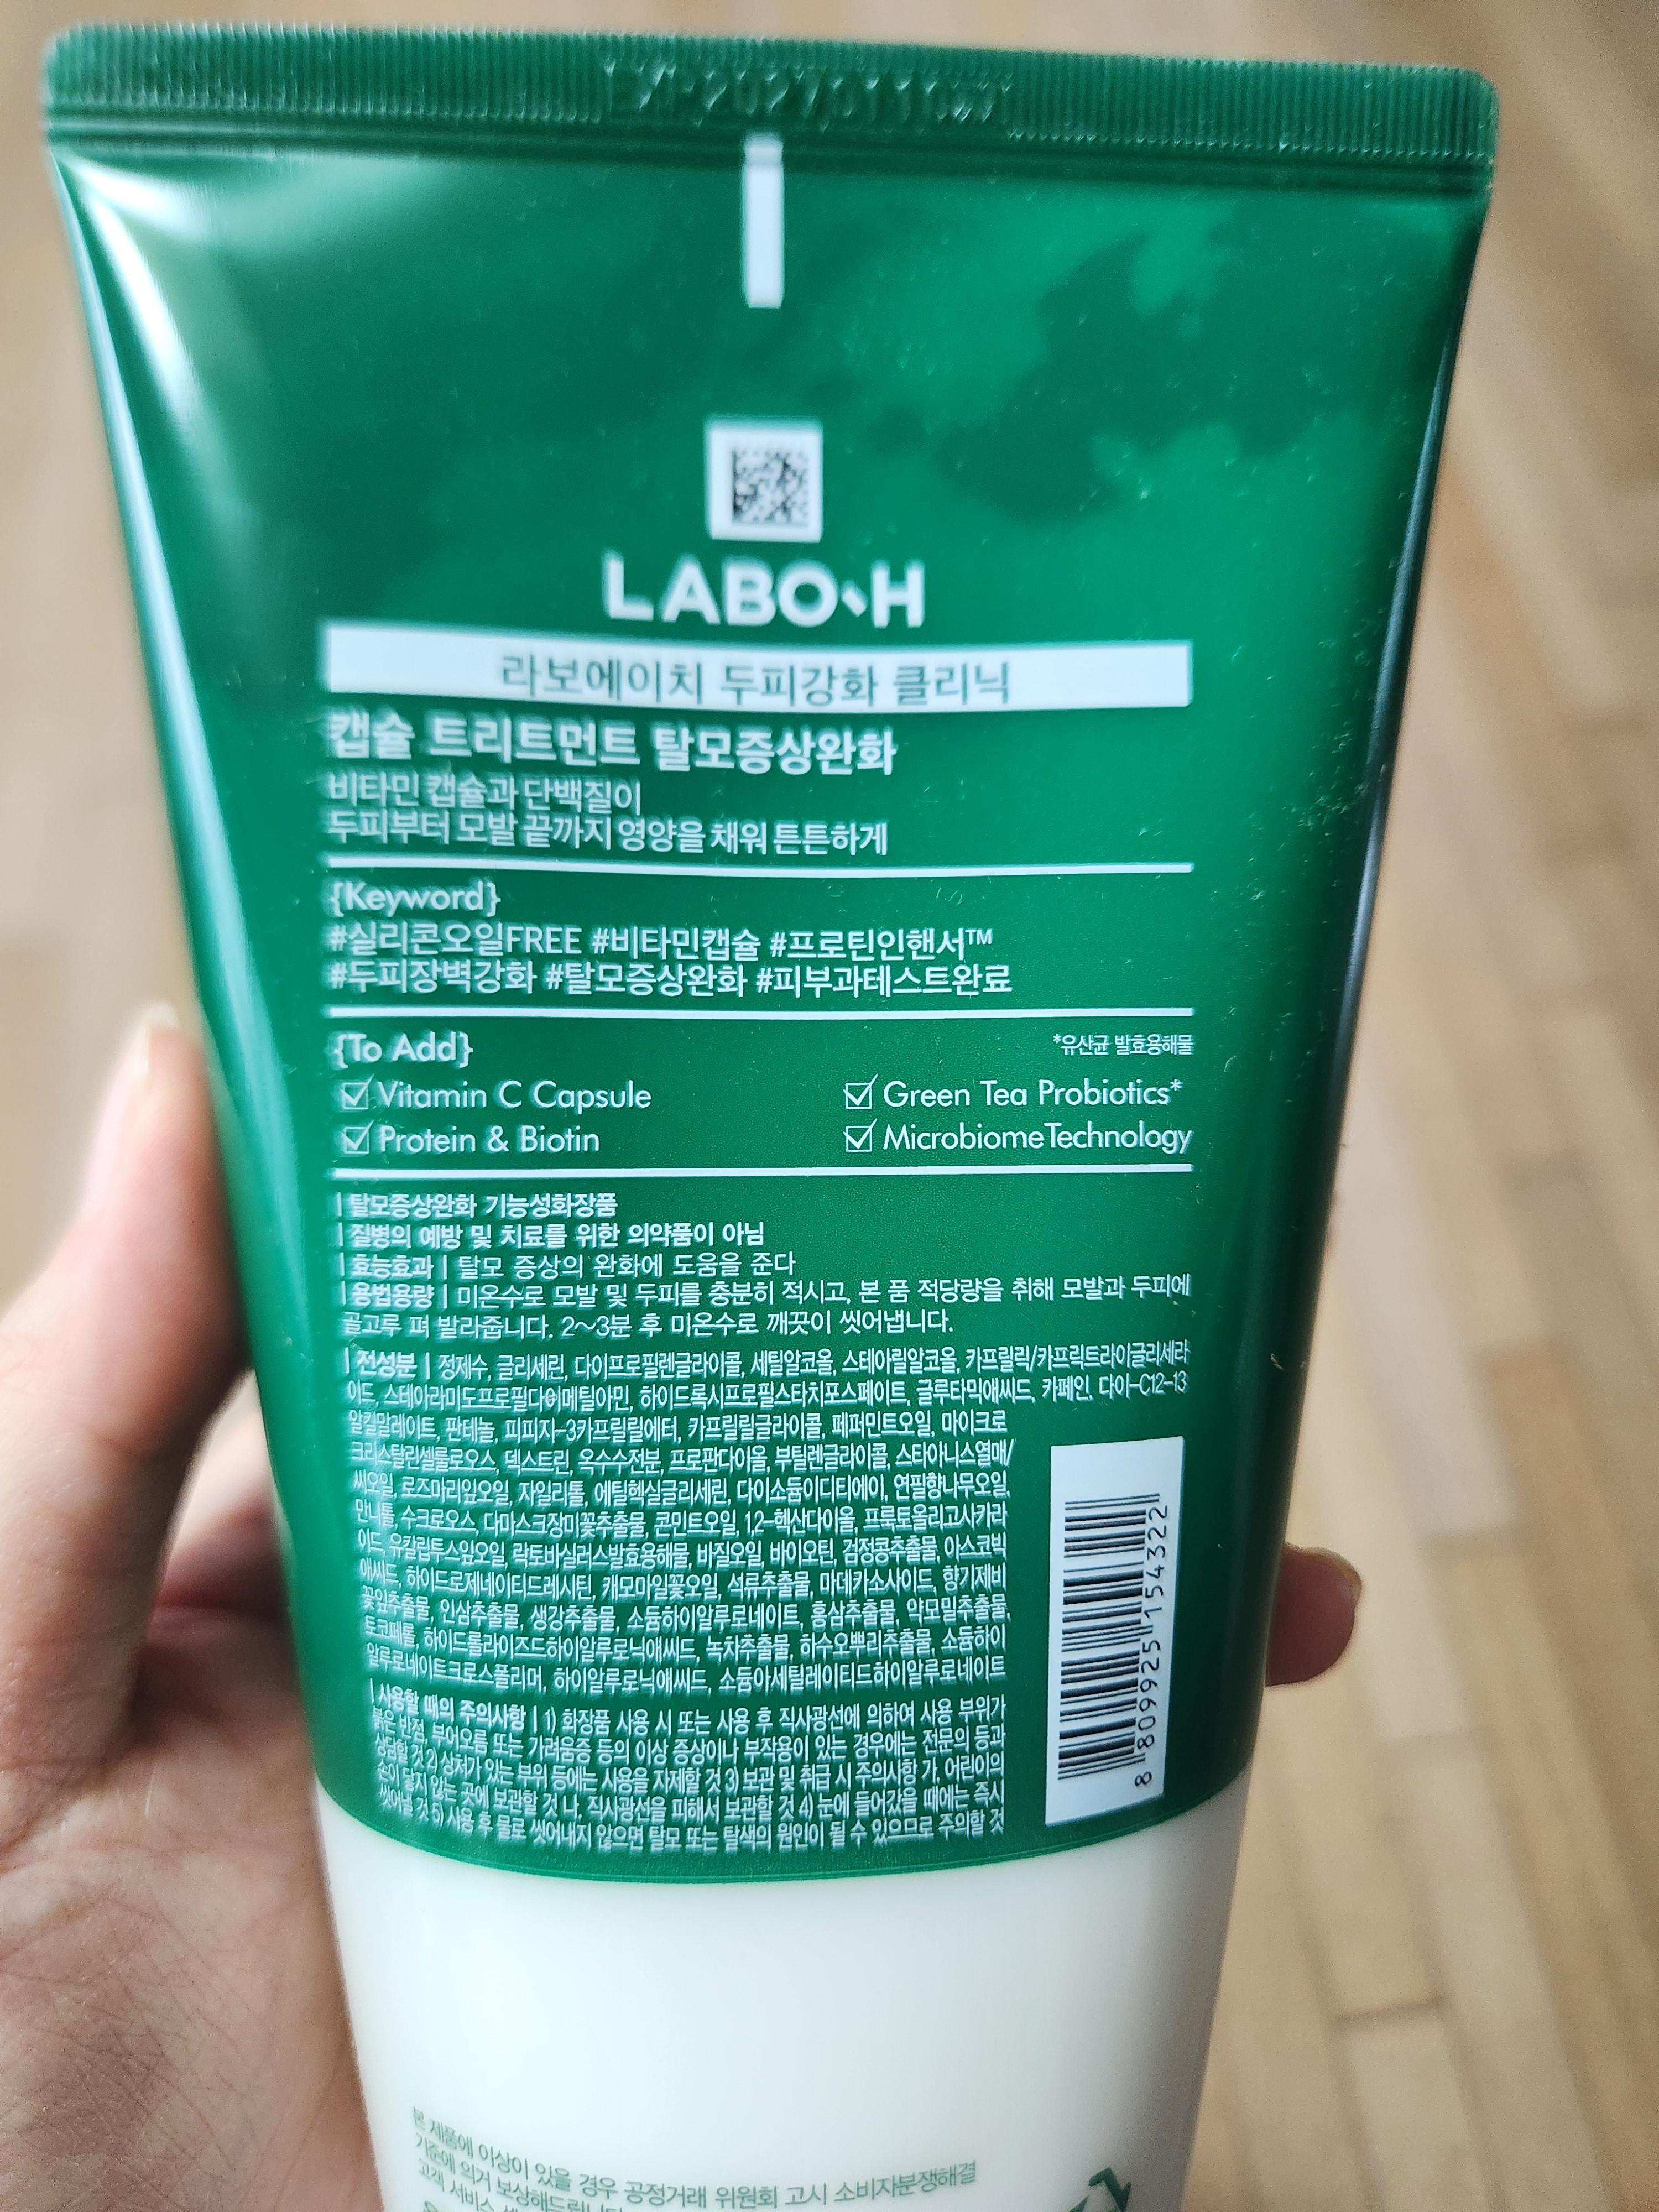 LABO-H
라보에이치 두피강화 클리닉
캡슐 트리트먼트 탈모증상완화
비타민 캡슐과 단백질이
두피부터 모발 끝까지 영양을 채워 튼튼하게
{Keyword}
#실리콘오일FREE #비타민캡슐 #프로틴인핸서™
#두피장벽강화 #탈모증상완화 #피부과테스트완료
{To Add}
*유산균 발효용해물
☑ Vitamin C Capsule ☑ Green Tea Probiotics*
☑ Protein & Biotin ☑ MicrobiomeTechnology
| 탈모증상완화 기능성화장품
| 질병의 예방 및 치료를 위한 의약품이 아님
| 효능효과 | 탈모 증상의 완화에 도움을 준다
| 용법용량 | 미온수로 모발 및 두피를 충분히 적시고, 본 품 적당량을 취해 모발과 두피에
골고루 펴 발라줍니다. 2~3분 후 미온수로 깨끗이 씻어냅니다.
| 전성분 | 정제수, 글리세린, 다이프로필렌글라이콜, 세틸알코올, 스테아릴알코올, 카프릴릭/카프릭트라이글리세라
이드, 스테아라미도프로필다이메틸아민, 하이드록시프로필스타치포스페이트, 글루타믹애씨드, 카페인, 다이-C12-13
알킬말레이트, 판테놀, 피피지-3카프릴릴에터, 카프릴릴글라이콜, 페퍼민트오일, 마이크로
크리스탈린셀룰로오스, 덱스트린, 옥수수전분, 프로판다이올, 부틸렌글라이콜, 스타아니스열매/
씨오일, 로즈마리잎오일, 자일리톨, 에틸헥실글리세린, 다이소듐이디티에이, 연필향나무오일,
만니톨, 수크로오스, 다마스크장미꽃추출물, 콘민트오일, 1,2-헥산다이올, 프룩토올리고사카라
이드, 유칼립투스잎오일, 락토바실러스발효용해물, 바질오일, 바이오틴, 검정콩추출물, 아스코빅
애씨드, 하이드로제네이티드레시틴, 캐모마일꽃오일, 석류추출물, 마데카소사이드, 향기제비
꽃잎추출물, 인삼추출물, 생강추출물, 소듐하이알루로네이트, 홍삼추출물, 약모밀추출물,
토코페롤, 하이드롤라이즈드하이알루로닉애씨드, 녹차추출물, 하수오뿌리추출물, 소듐하이
알루로네이트크로스폴리머, 하이알루로닉애씨드, 소듐아세틸레이티드하이알루로네이트
| 사용할 때의 주의사항 | 1) 화장품 사용 시 또는 사용 후 직사광선에 의하여 사용 부위가
붉은 반점, 부어오름 또는 가려움증 등의 이상 증상이나 부작용이 있는 경우에는 전문의 등과
상담할 것 2) 상처가 있는 부위 등에는 사용을 자제할 것 3) 보관 및 취급 시 주의사항 가. 어린이의
손이 닿지 않는 곳에 보관할 것 나. 직사광선을 피해서 보관할 것 4) 눈에 들어갔을 때에는 즉시
씻어낼 것 5) 사용 후 물로 씻어내지 않으면 탈모 또는 탈색의 원인이 될 수 있으므로 주의할 것
8 809925 154322
본 제품에 이상이 있을 경우 공정거래 위원회 고시 소비자분쟁해결
기준에 의거 보상해드립니다
고객 서비스